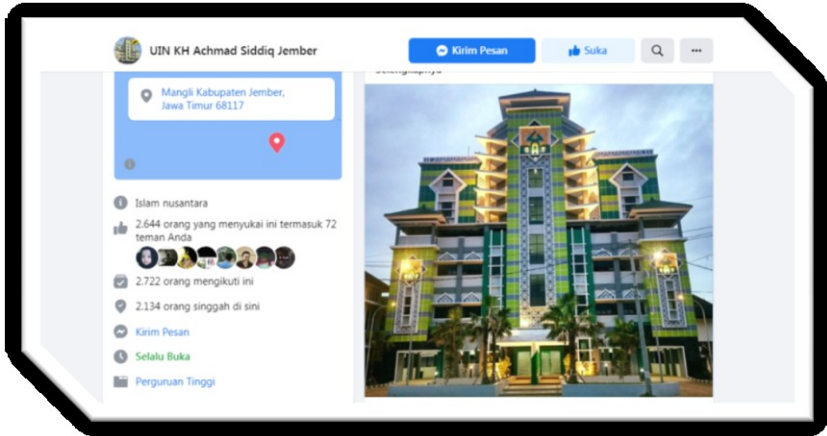 UIN KH Achmad Siddiq Jember
Kirim Pesan
Suka
Selengkapnya
Mangli Kabupaten Jember,
Jawa Timur 68117
Islam nusantara
2.644 orang yang menyukai ini termasuk 72
teman Anda
2.722 orang mengikuti ini
2.134 orang singgah di sini
Kirim Pesan
Selalu Buka
Perguruan Tinggi